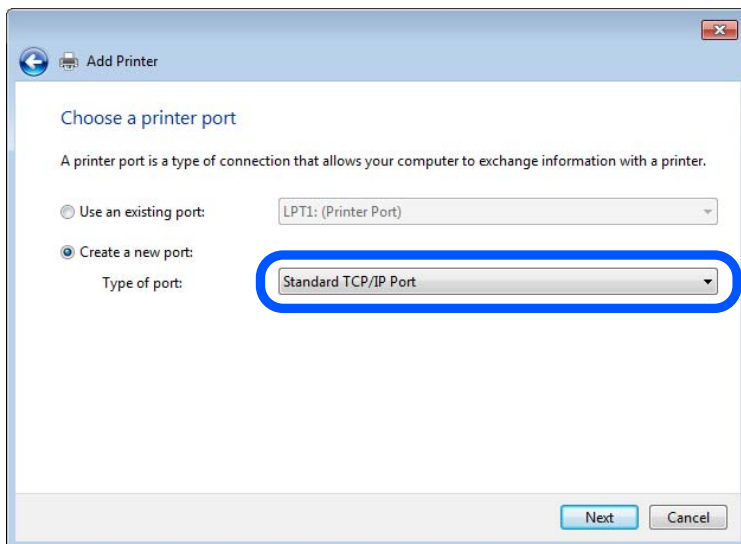 Add Printer
Choose a printer port
A printer port is a type of connection that allows your computer to exchange information with a printer.
Use an existing port: LPT1: (Printer Port)
Create a new port:
Type of port: Standard TCP/IP Port
Next Cancel